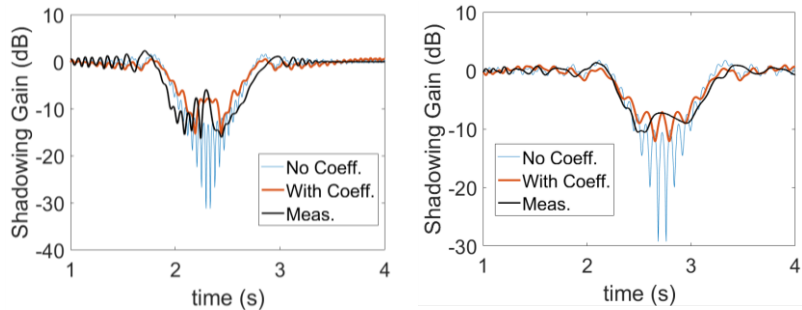 10
0
-10
-20
-30
-40
Shadowing Gain (dB)
No Coeff.
With Coeff.
Meas.
1 2 3 4
time (s)
10
0
-10
-20
-30
Shadowing Gain (dB)
No Coeff.
With Coeff.
Meas.
1 2 3 4
time (s)